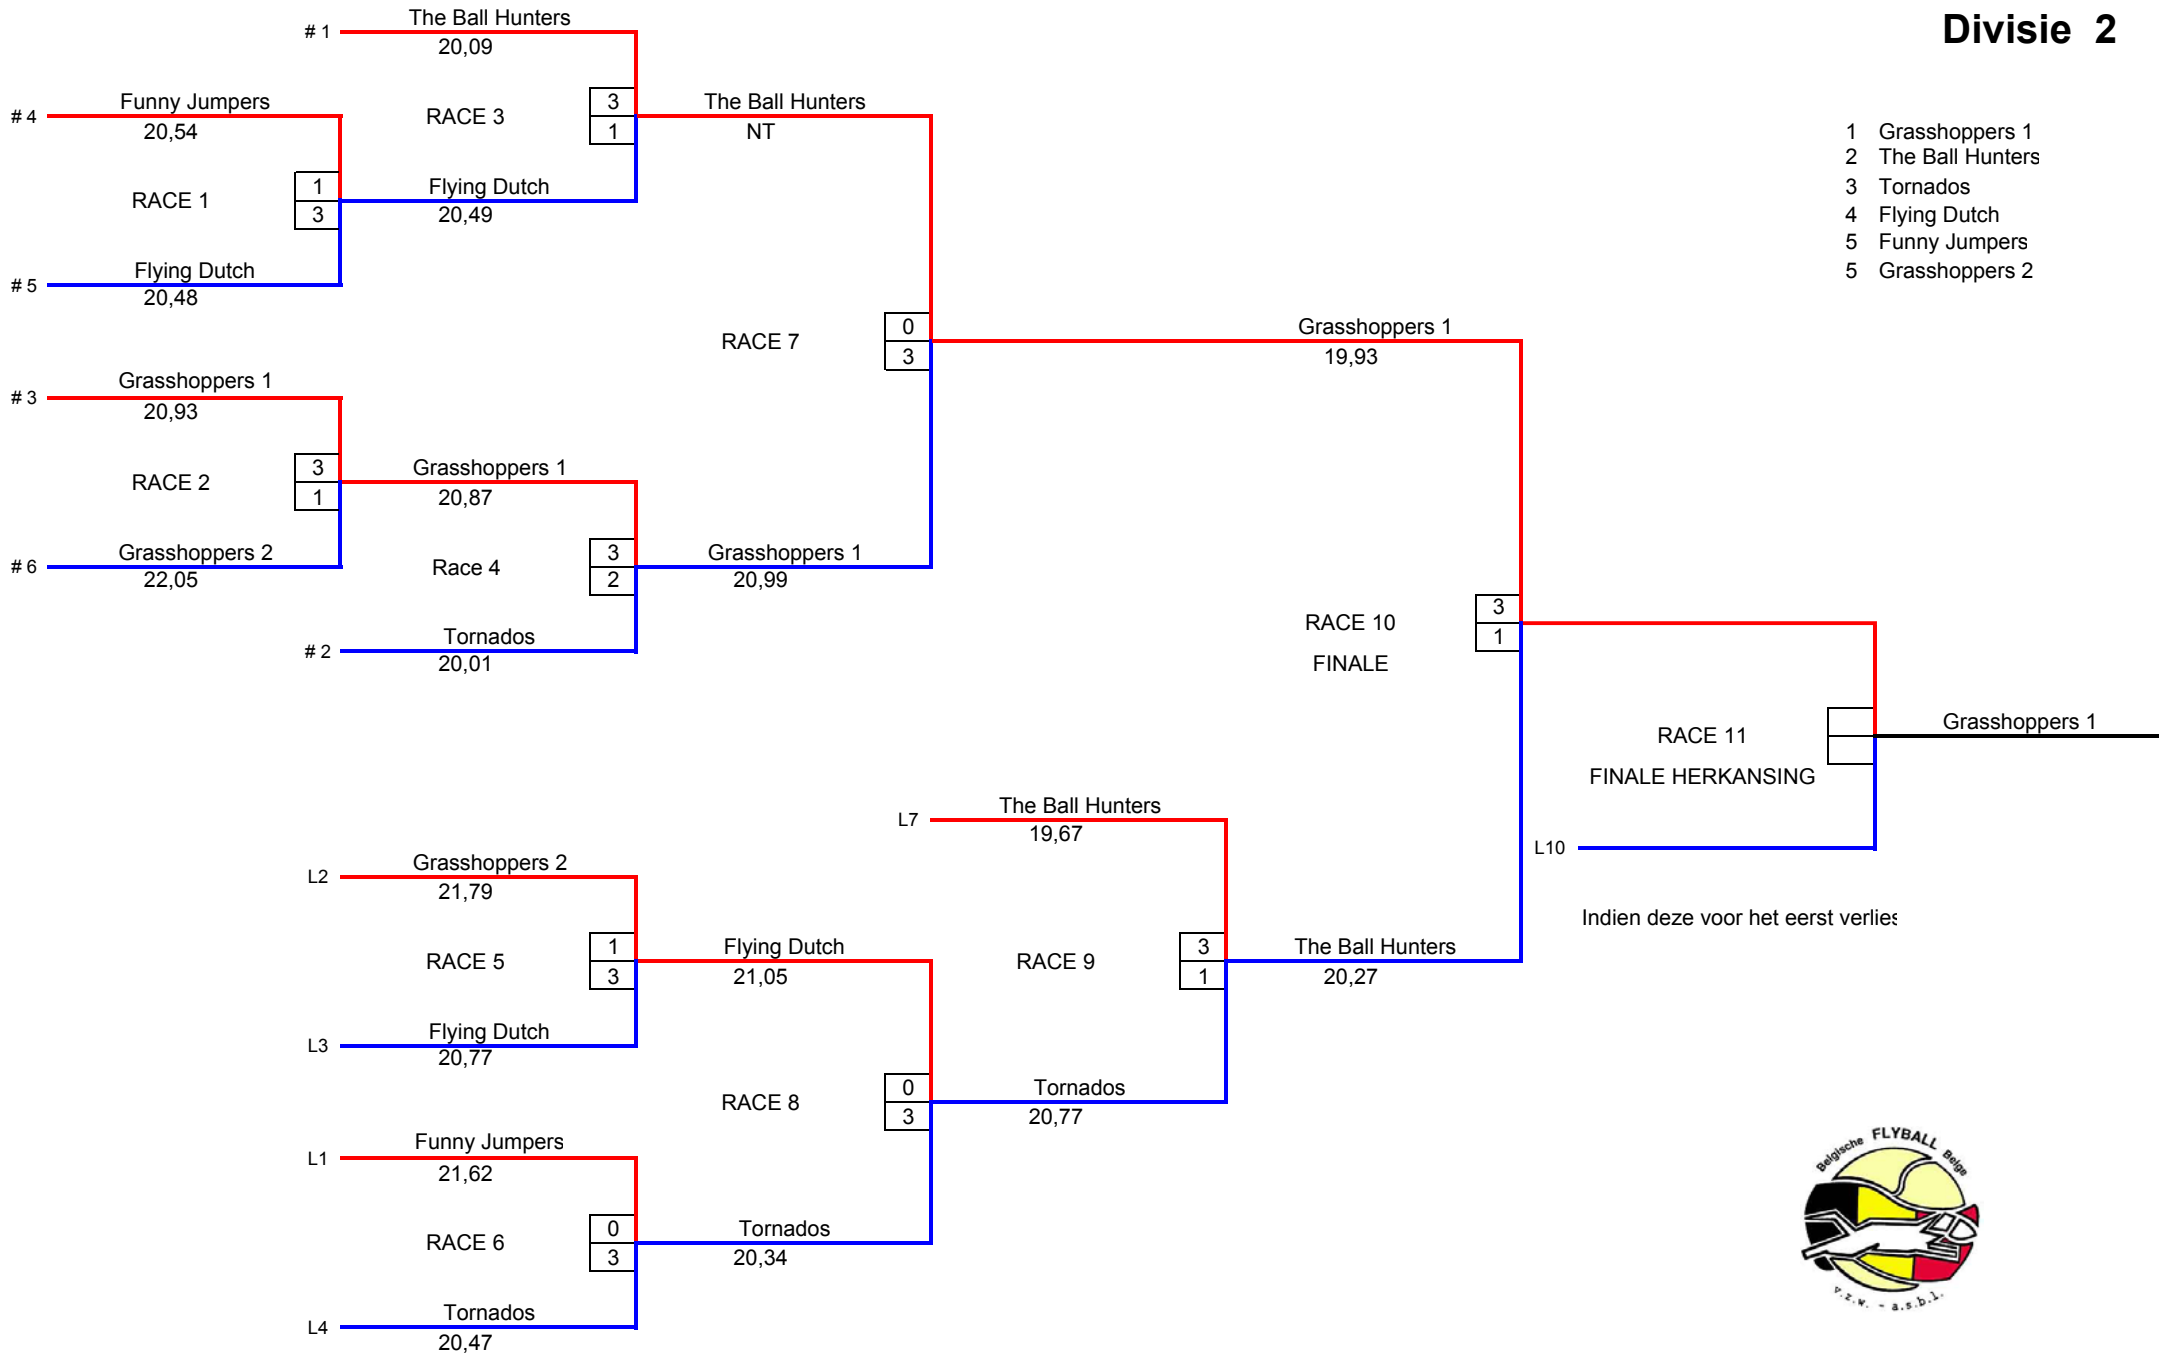 Divisie 2
The Ball Hunters
# 1
20,09
Funny Jumpers
# 4
20,54
RACE 3
3
1
The Ball Hunters
NT
1 Grasshoppers 1
2 The Ball Hunters
3 Tornados
4 Flying Dutch
5 Funny Jumpers
5 Grasshoppers 2
RACE 1
1
3
Flying Dutch
20,49
Flying Dutch
# 5
20,48
RACE 7
0
3
Grasshoppers 1
19,93
Grasshoppers 1
# 3
20,93
RACE 2
3
1
Grasshoppers 1
20,87
Grasshoppers 2
# 6
22,05
Race 4
3
2
Grasshoppers 1
20,99
Tornados
# 2
20,01
RACE 10
FINALE
3
1
RACE 11
FINALE HERKANSING
Grasshoppers 1
The Ball Hunters
L7
19,67
L10
Indien deze voor het eerst verlies
Grasshoppers 2
L2
21,79
RACE 5
1
3
Flying Dutch
21,05
RACE 9
3
1
The Ball Hunters
20,27
Flying Dutch
L3
20,77
RACE 8
0
3
Tornados
20,77
Funny Jumpers
L1
21,62
RACE 6
0
3
Tornados
20,34
Tornados
L4
20,47
Belgische FLYBALL Belge
v.z.w. - a.s.b.l.